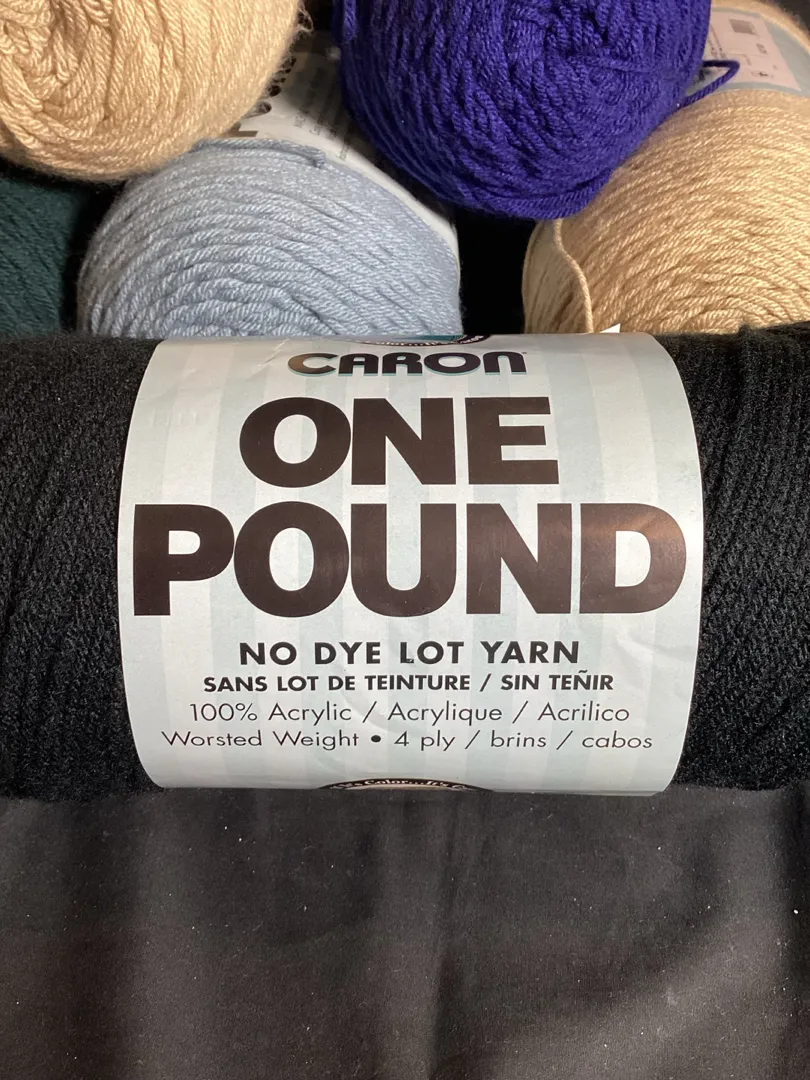 CARON
ONE
POUND
NO DYE LOT YARN
SANS LOT DE TEINTURE / SIN TEÑIR
100% Acrylic / Acrylique / Acrilico
Worsted Weight • 4 ply / brins / cabos